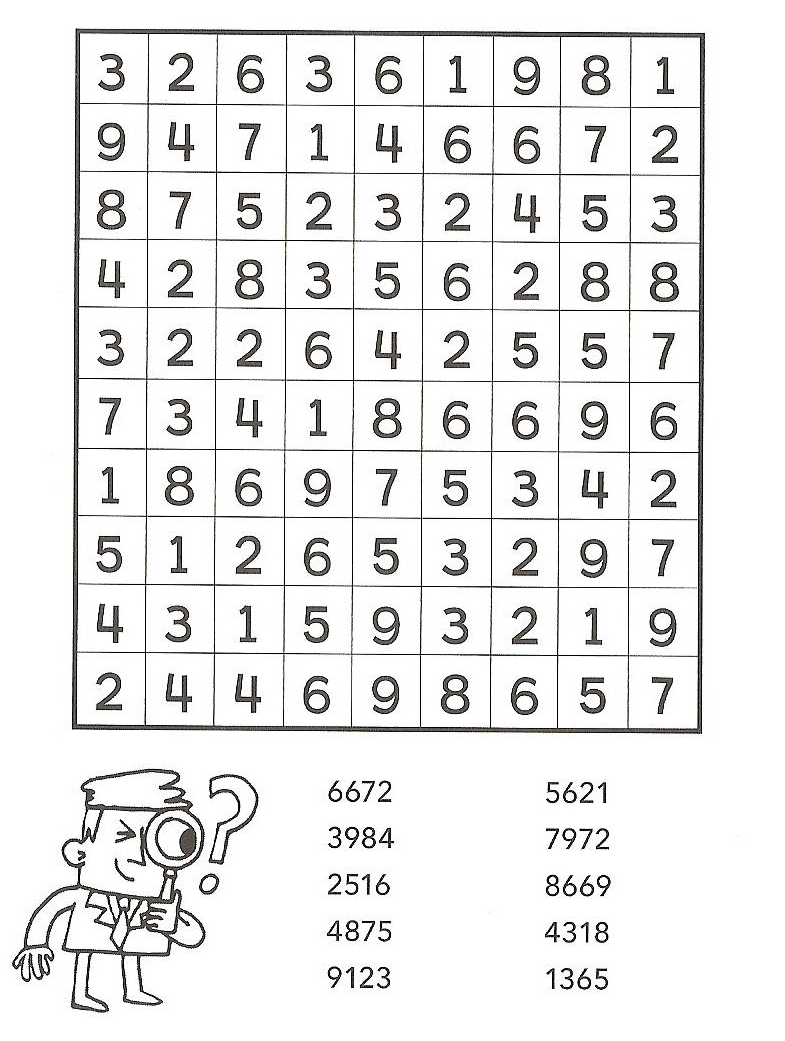 3 2 6 3 6 1 9 8 1
9 4 7 1 4 6 6 7 2
8 7 5 2 3 2 4 5 3
4 2 8 3 5 6 2 8 8
3 2 2 6 4 2 5 5 7
7 3 4 1 8 6 6 9 6
1 8 6 9 7 5 3 4 2
5 1 2 6 5 3 2 9 7
4 3 1 5 9 3 2 1 9
2 4 4 6 9 8 6 5 7
?
6672 5621
3984 7972
2516 8669
4875 4318
9123 1365